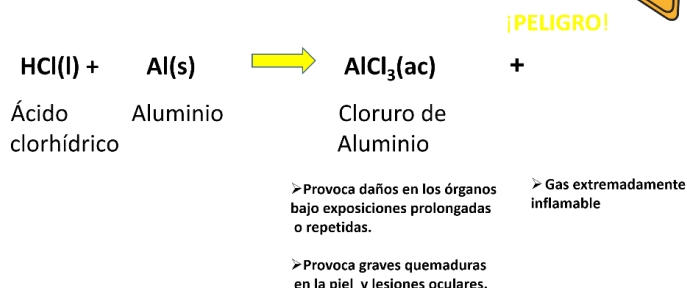 ¡PELIGRO!
HCl(l) + Al(s) AlCl₃(ac) +
Ácido clorhídrico
Aluminio
Cloruro de Aluminio
➢Provoca daños en los órganos
bajo exposiciones prolongadas
o repetidas.
➢Provoca graves quemaduras
en la piel y lesiones oculares.
➢Gas extremadamente
inflamable